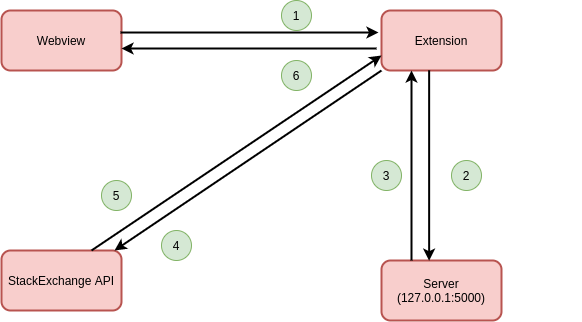 1
Webview
Extension
6
3
2
5
4
StackExchange API
Server
(127.0.0.1:5000)